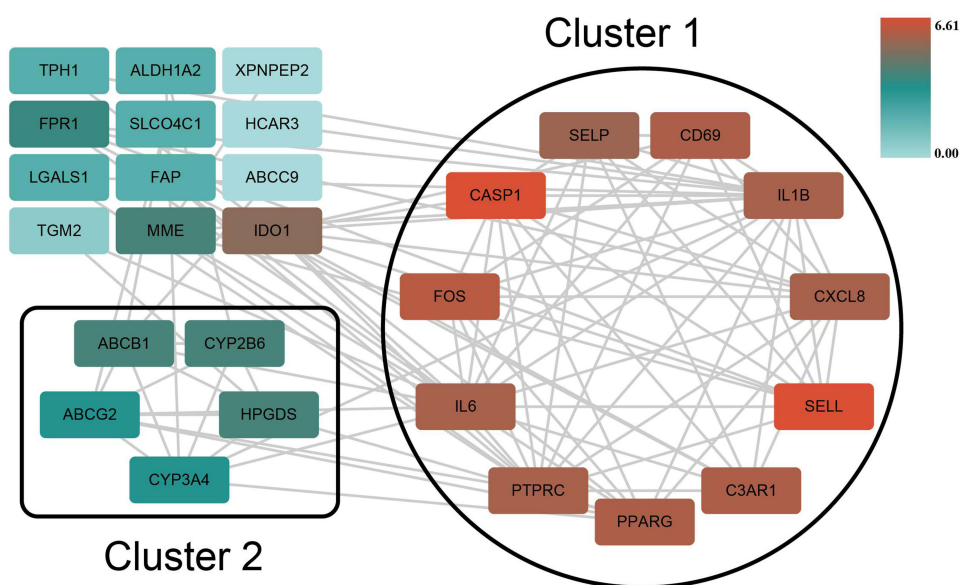 Cluster 1
6.61
0.00
TPH1 ALDH1A2 XPNPEP2
FPR1 SLCO4C1 HCAR3
LGALS1 FAP ABCC9
TGM2 MME IDO1
SELP CD69
CASP1 IL1B
FOS CXCL8
IL6 SELL
PTPRC C3AR1
PPARG
ABCB1 CYP2B6
ABCG2 HPGDS
CYP3A4
Cluster 2